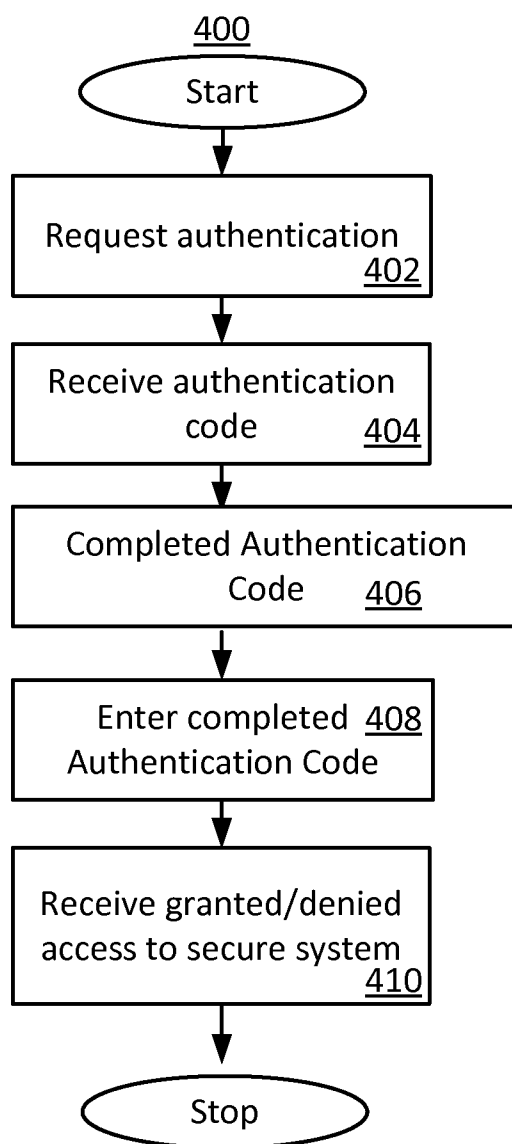 400
Start
Request authentication
402
Receive authentication
code 404
Completed Authentication
Code 406
Enter completed 408
Authentication Code
Receive granted/denied
access to secure system
410
Stop